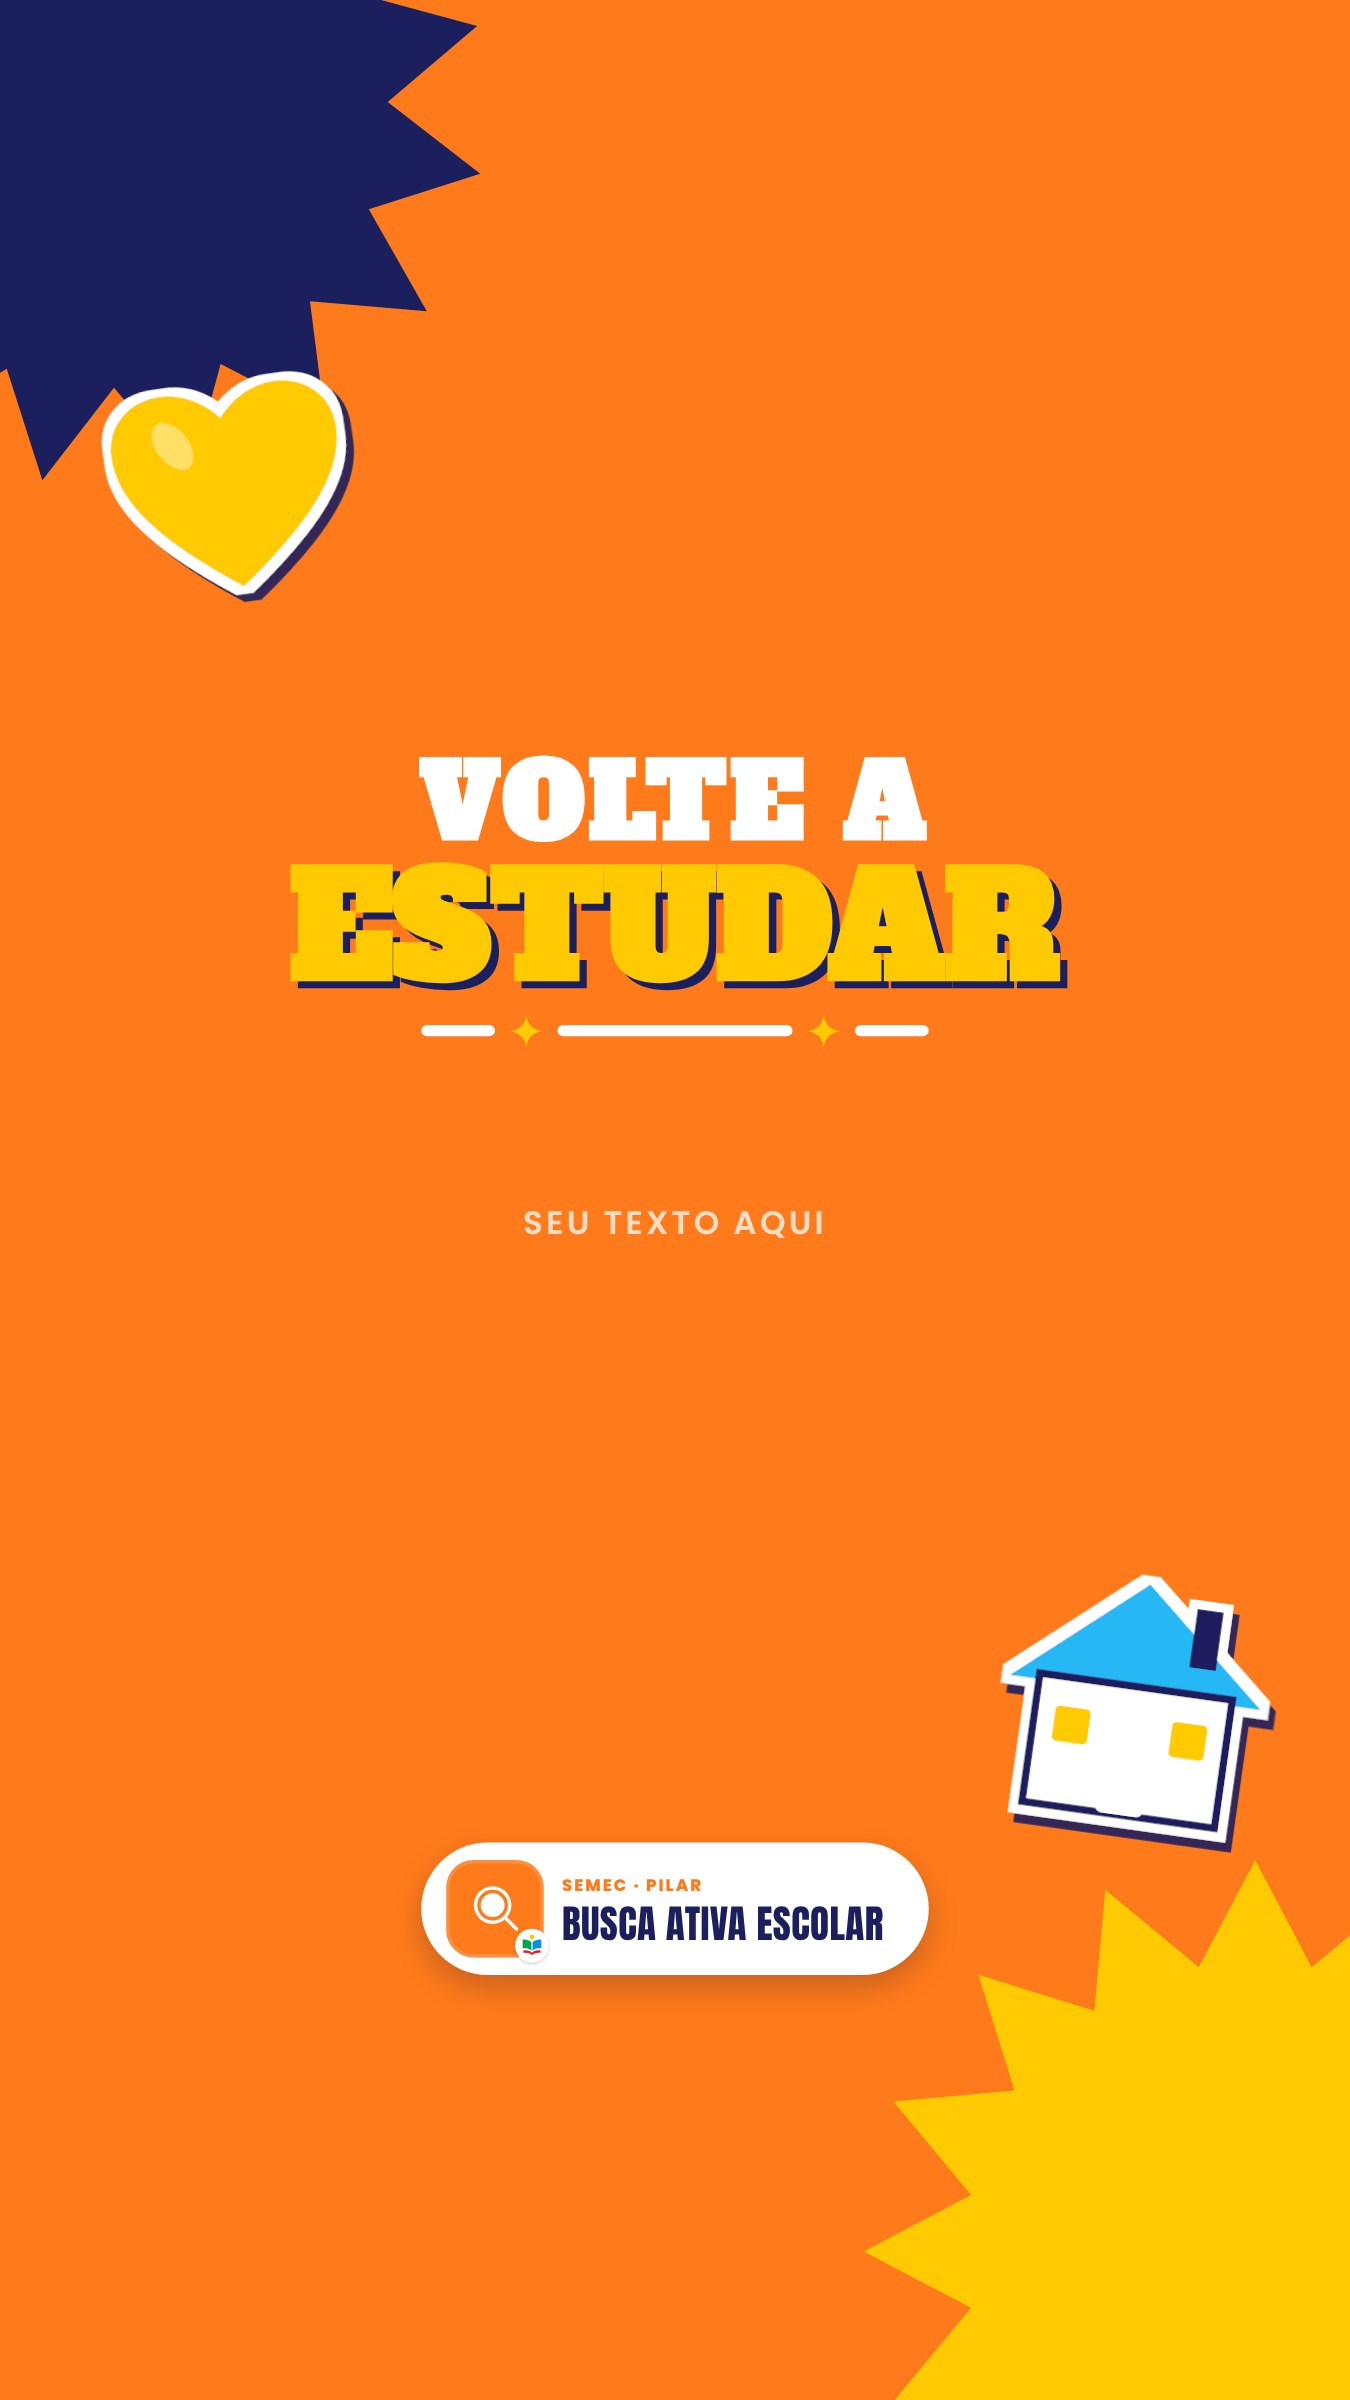 VOLTE A
ESTUDAR
SEU TEXTO AQUI
SEMEC · PILAR
BUSCA ATIVA ESCOLAR